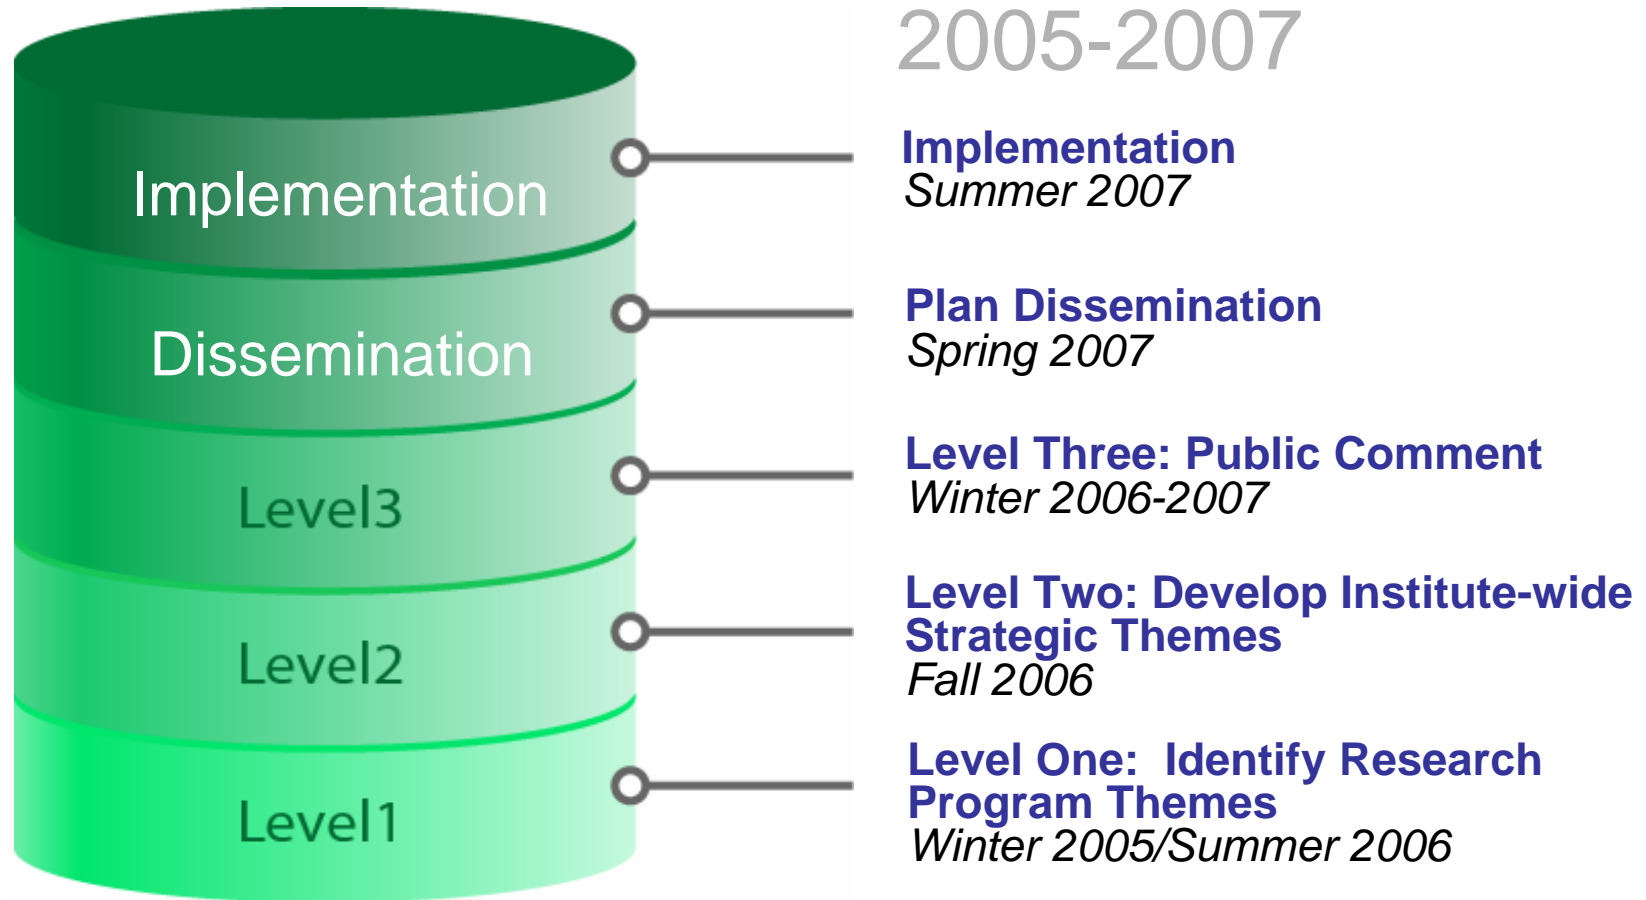 2005-2007
Implementation
Implementation
Summer 2007
Dissemination
Plan Dissemination
Spring 2007
Level3
Level Three: Public Comment
Winter 2006-2007
Level2
Level Two: Develop Institute-wide
Strategic Themes
Fall 2006
Level1
Level One:  Identify Research
Program Themes
Winter 2005/Summer 2006